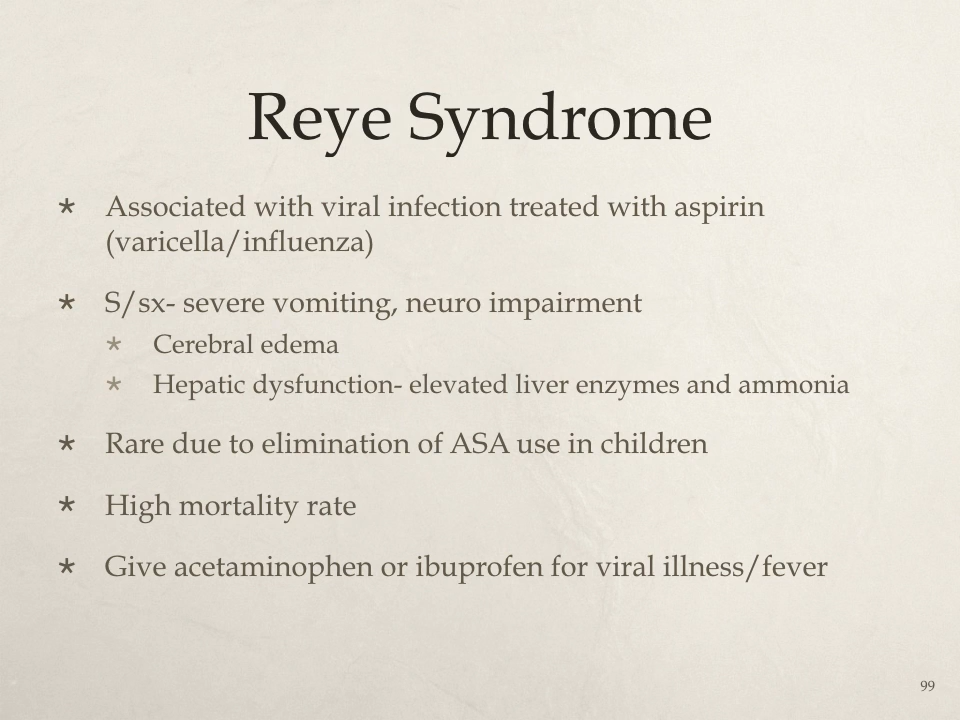 Reye Syndrome
* Associated with viral infection treated with aspirin
(varicella/influenza)
* S/sx- severe vomiting, neuro impairment
* Cerebral edema
* Hepatic dysfunction- elevated liver enzymes and ammonia
* Rare due to elimination of ASA use in children
* High mortality rate
* Give acetaminophen or ibuprofen for viral illness/fever
99